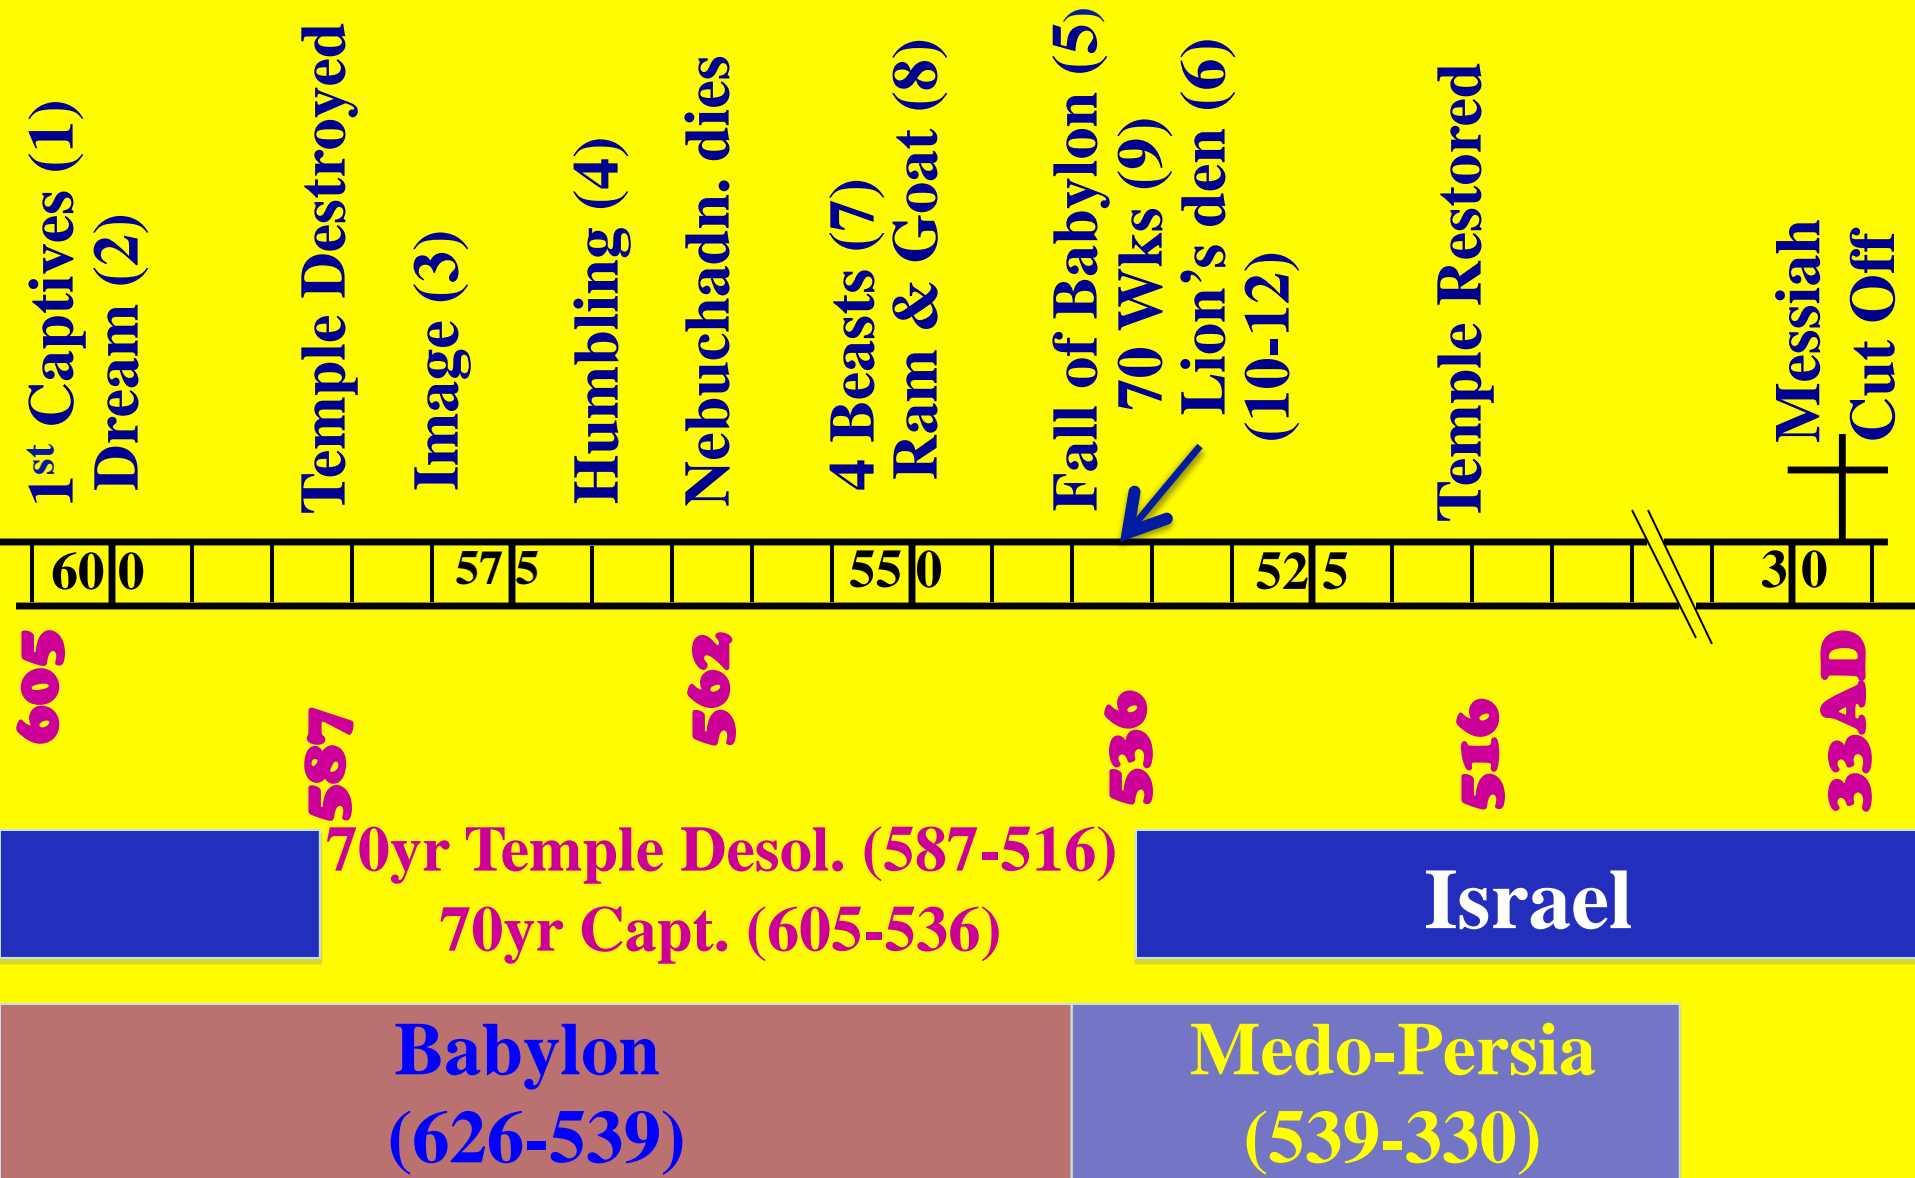 1st Captives (1)
Dream (2)
Temple Destroyed
Image (3)
Humbling (4)
Nebuchadn. dies
4 Beasts (7)
Ram & Goat (8)
Fall of Babylon (5)
70 Wks (9)
Lion’s den (6)
(10-12)
Temple Restored
Messiah
Cut Off
600 575 550 525 30
605
587
562
536
516
33AD
70yr Temple Desol. (587-516)
70yr Capt. (605-536)
Israel
Babylon
(626-539)
Medo-Persia
(539-330)